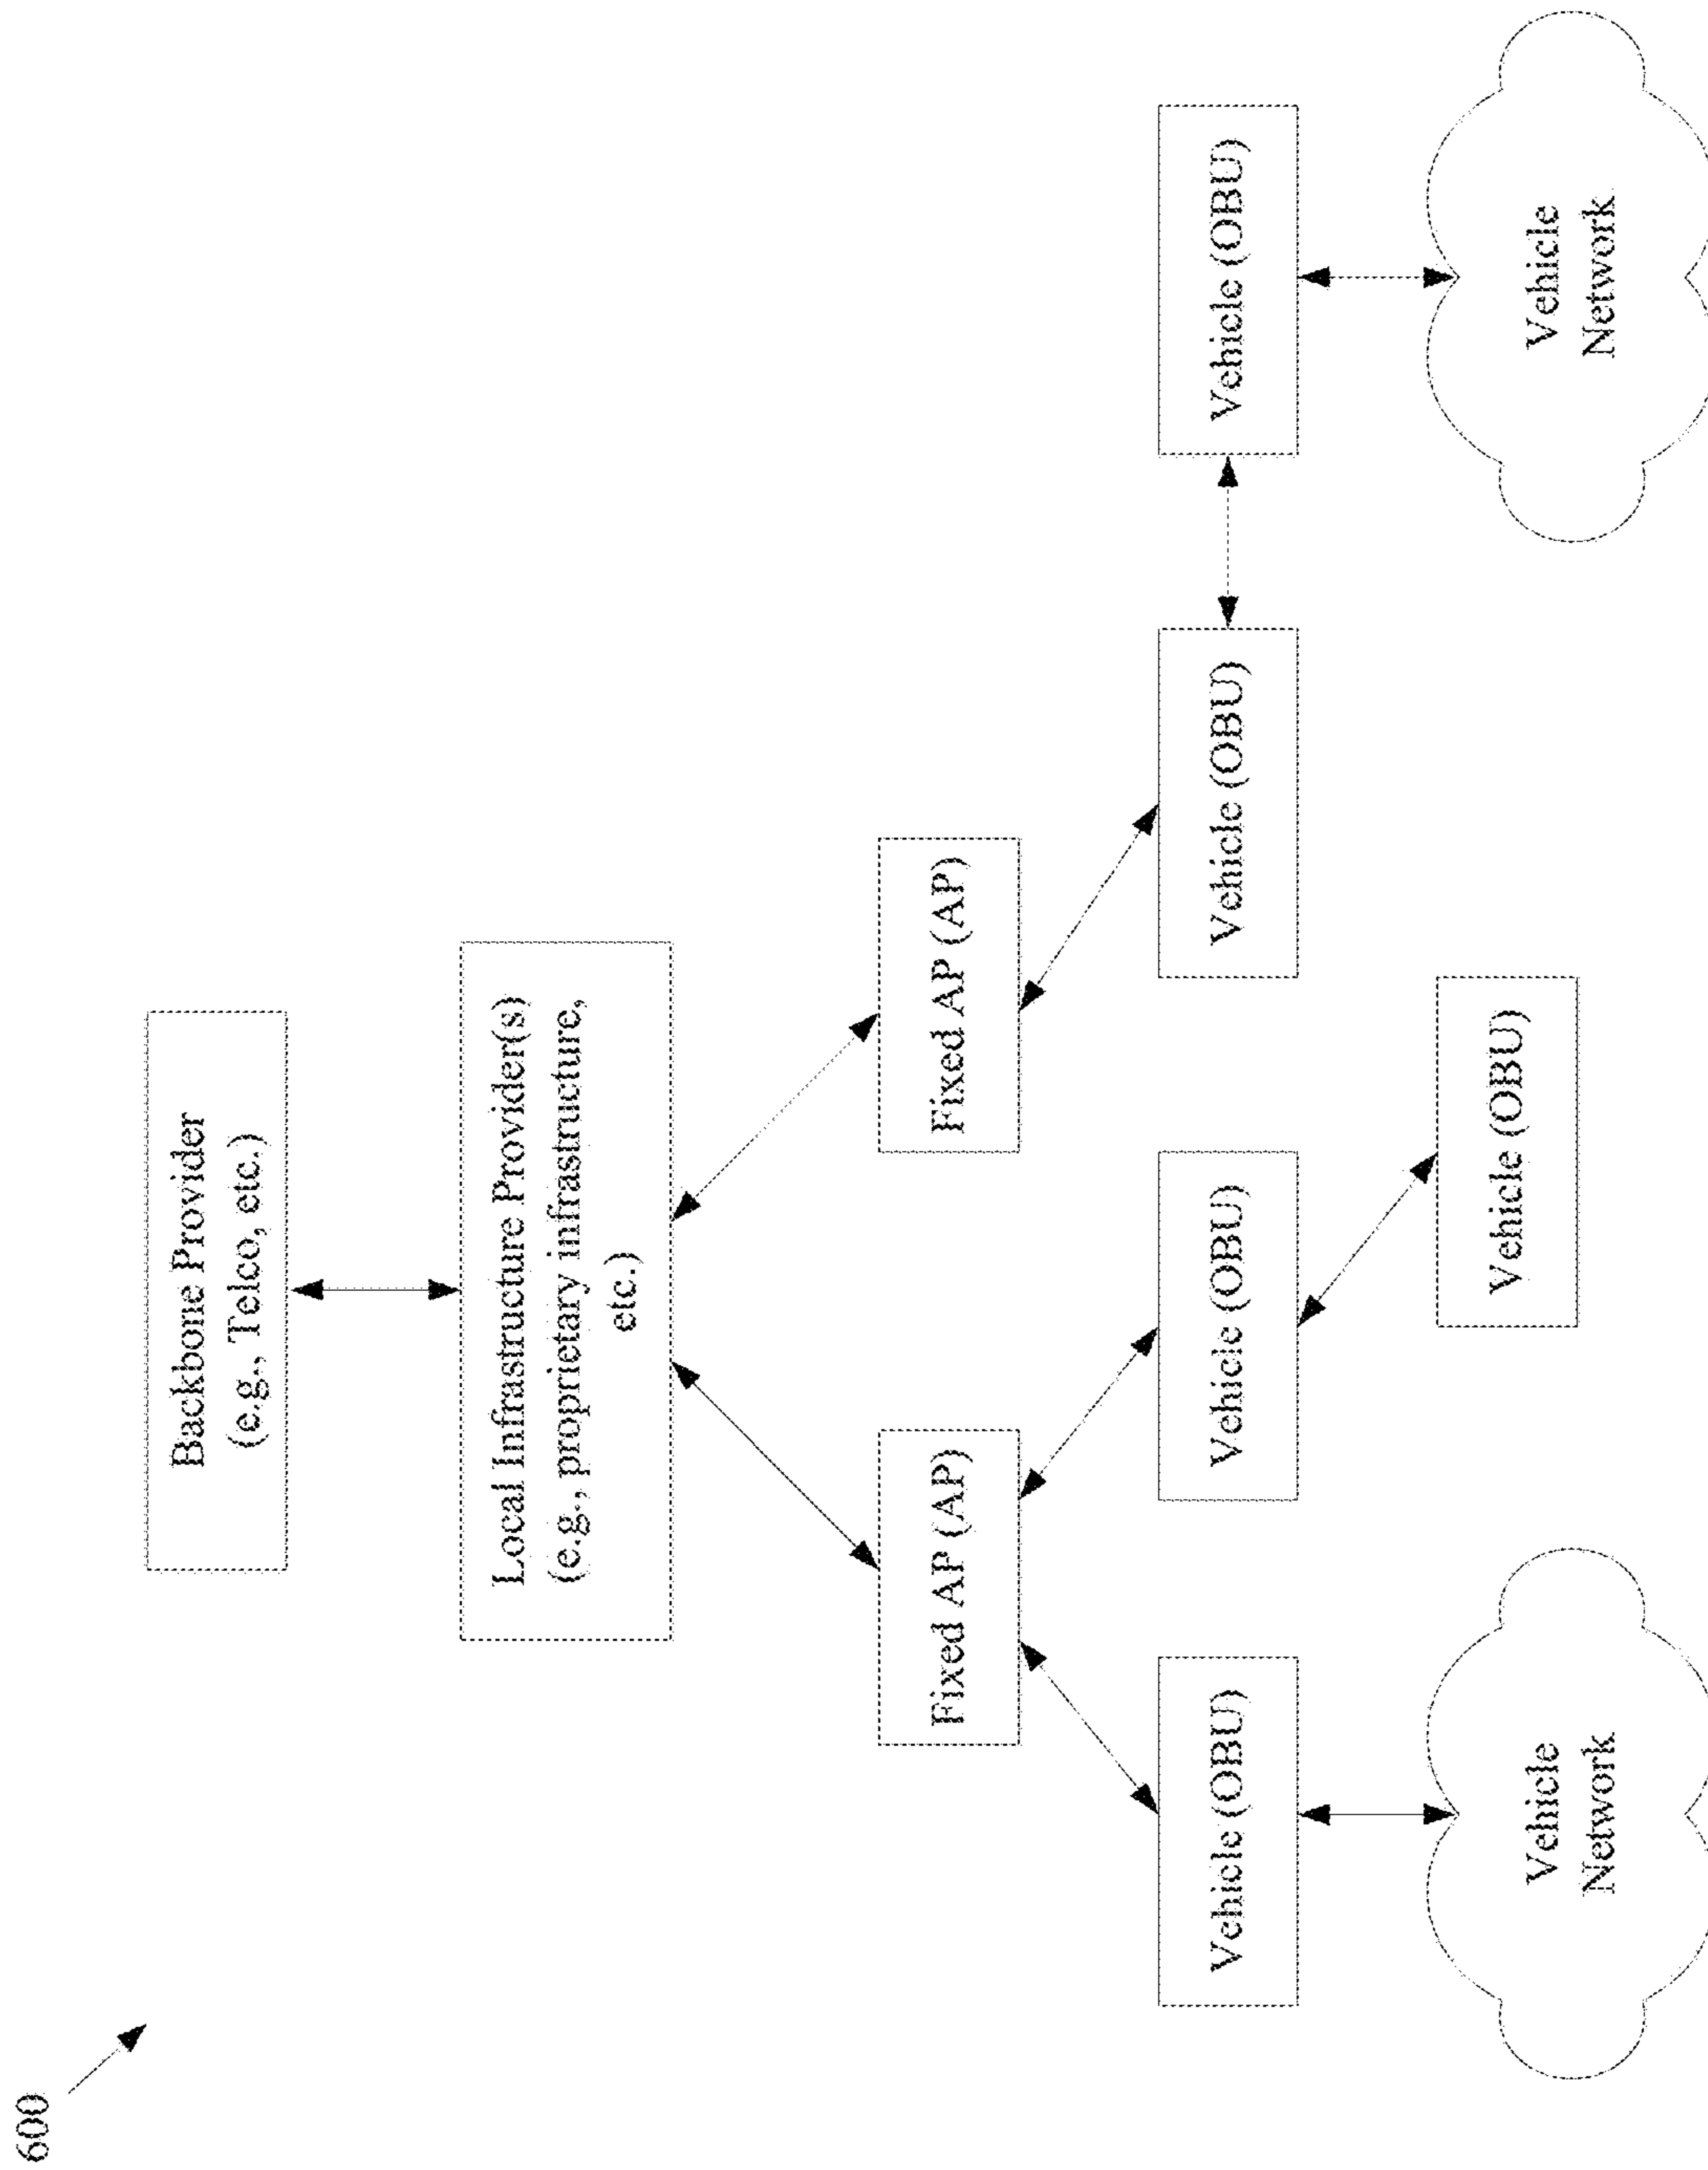 600
Backbone Provider
(e.g., Telco, etc.)
Local Infrastructure Provider(s)
(e.g., proprietary infrastructure,
etc.)
Fixed AP (AP)
Fixed AP (AP)
Vehicle (OBU)
Vehicle (OBU)
Vehicle (OBU)
Vehicle (OBU)
Vehicle (OBU)
Vehicle
Network
Vehicle
Network